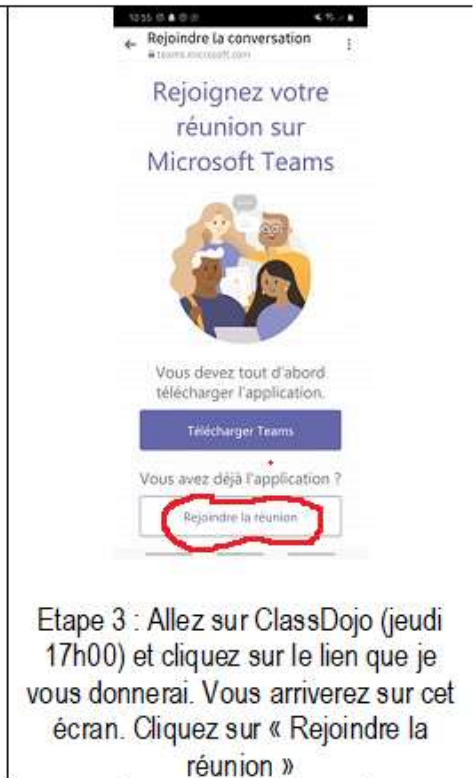 10:55
Rejoindre la conversation
teams.microsoft.com
Rejoignez votre
réunion sur
Microsoft Teams
Vous devez tout d'abord
télécharger l'application.
Télécharger Teams
Vous avez déjà l'application ?
Rejoindre la réunion
Etape 3 : Allez sur ClassDojo (jeudi
17h00) et cliquez sur le lien que je
vous donnerai. Vous arriverez sur cet
écran. Cliquez sur « Rejoindre la
réunion »